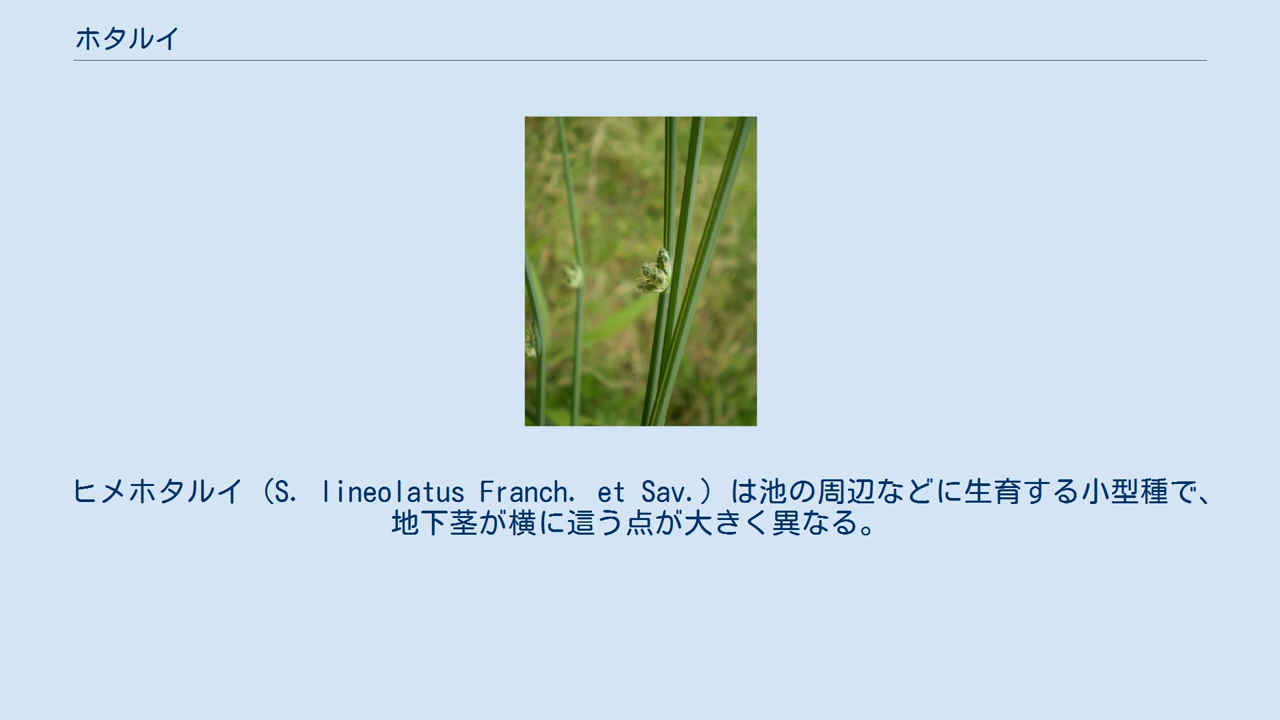 ホタルイ
ヒメホタルイ（S. lineolatus Franch. et Sav.）は池の周辺などに生育する小型種で、
地下茎が横に這う点が大きく異なる。